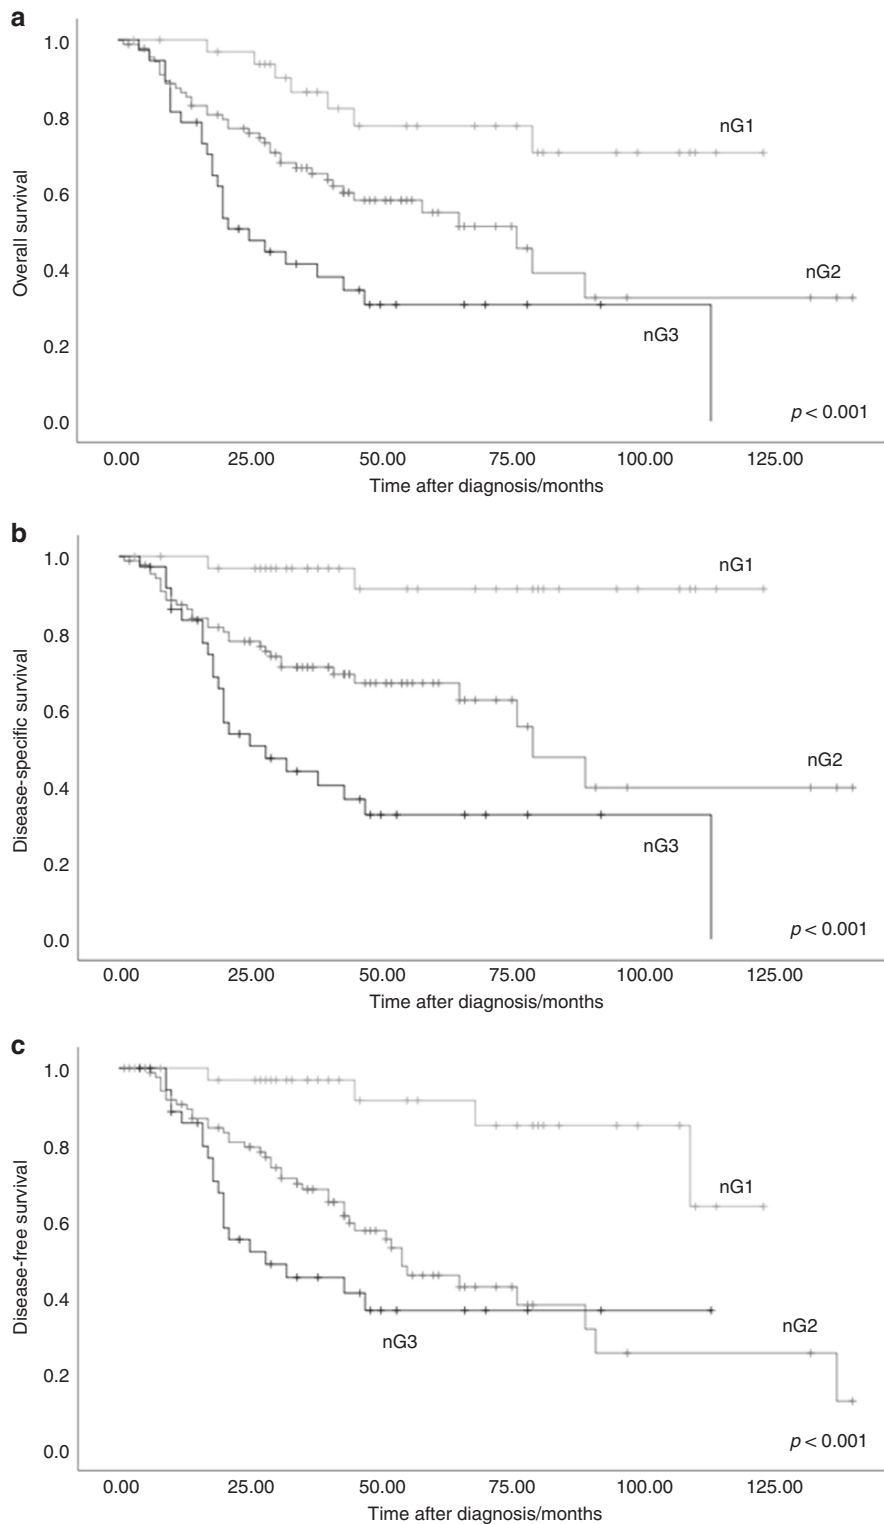 a
1.0
0.8
0.6
0.4
0.2
0.0
Overall survival
nG1
nG2
nG3
p < 0.001
0.00 25.00 50.00 75.00 100.00 125.00
Time after diagnosis/months
b
1.0
0.8
0.6
0.4
0.2
0.0
Disease-specific survival
nG1
nG2
nG3
p < 0.001
0.00 25.00 50.00 75.00 100.00 125.00
Time after diagnosis/months
c
1.0
0.8
0.6
0.4
0.2
0.0
Disease-free survival
nG1
nG2
nG3
p < 0.001
0.00 25.00 50.00 75.00 100.00 125.00
Time after diagnosis/months